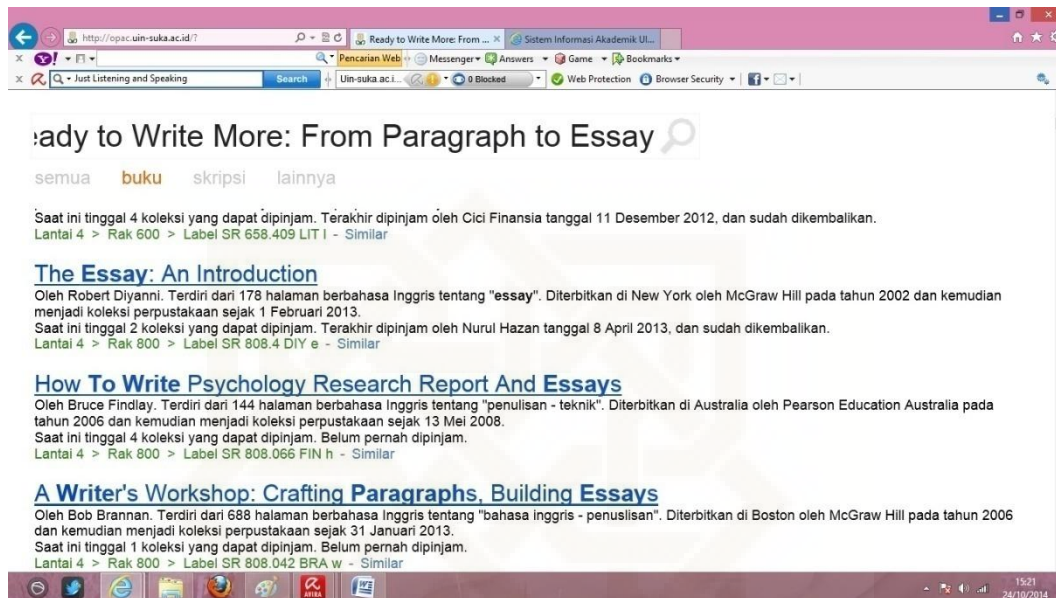 http://opac.uin-suka.ac.id/?
Ready to Write More: From ...
Sistem Informasi Akademik UI...
Pencarian Web
Messenger
Answers
Game
Bookmarks
Just Listening and Speaking
Search
Uin-suka.ac.i...
0 Blocked
Web Protection
Browser Security
eady to Write More: From Paragraph to Essay
semua buku skripsi lainnya
Saat ini tinggal 4 koleksi yang dapat dipinjam. Terakhir dipinjam oleh Cici Finansia tanggal 11 Desember 2012, dan sudah dikembalikan.
Lantai 4 > Rak 600 > Label SR 658.409 LIT I - Similar
The Essay: An Introduction
Oleh Robert Diyanni. Terdiri dari 178 halaman berbahasa Inggris tentang "essay". Diterbitkan di New York oleh McGraw Hill pada tahun 2002 dan kemudian
menjadi koleksi perpustakaan sejak 1 Februari 2013.
Saat ini tinggal 2 koleksi yang dapat dipinjam. Terakhir dipinjam oleh Nurul Hazan tanggal 8 April 2013, dan sudah dikembalikan.
Lantai 4 > Rak 800 > Label SR 808.4 DIY e - Similar
How To Write Psychology Research Report And Essays
Oleh Bruce Findlay. Terdiri dari 144 halaman berbahasa Inggris tentang "penulisan - teknik". Diterbitkan di Australia oleh Pearson Education Australia pada
tahun 2006 dan kemudian menjadi koleksi perpustakaan sejak 13 Mei 2008.
Saat ini tinggal 4 koleksi yang dapat dipinjam. Belum pernah dipinjam.
Lantai 4 > Rak 800 > Label SR 808.066 FIN h - Similar
A Writer's Workshop: Crafting Paragraphs, Building Essays
Oleh Bob Brannan. Terdiri dari 688 halaman berbahasa Inggris tentang "bahasa inggris - penuslisan". Diterbitkan di Boston oleh McGraw Hill pada tahun 2006
dan kemudian menjadi koleksi perpustakaan sejak 31 Januari 2013.
Saat ini tinggal 1 koleksi yang dapat dipinjam. Belum pernah dipinjam.
Lantai 4 > Rak 800 > Label SR 808.042 BRA w - Similar
AVIRA
15:21
24/10/2014